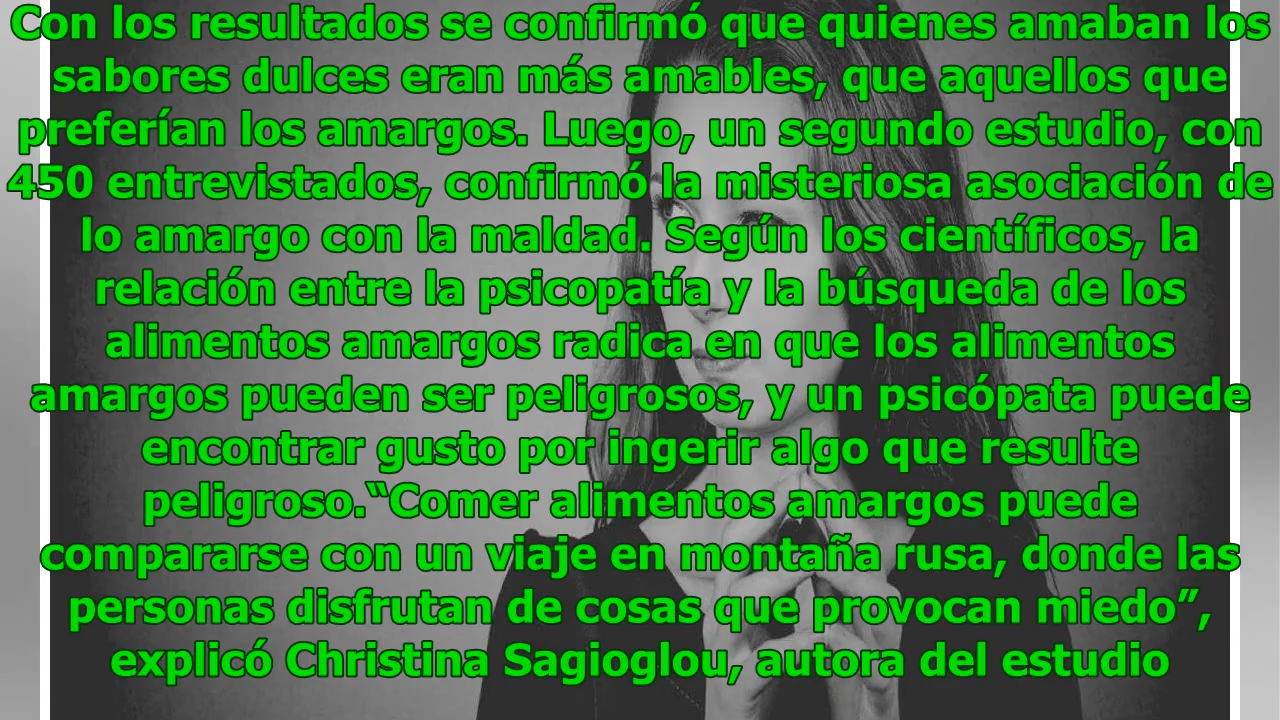 Con los resultados se confirmó que quienes amaban los
sabores dulces eran más amables, que aquellos que
preferían los amargos. Luego, un segundo estudio, con
450 entrevistados, confirmó la misteriosa asociación de
lo amargo con la maldad. Según los científicos, la
relación entre la psicopatía y la búsqueda de los
alimentos amargos radica en que los alimentos
amargos pueden ser peligrosos, y un psicópata puede
encontrar gusto por ingerir algo que resulte
peligroso.“Comer alimentos amargos puede
compararse con un viaje en montaña rusa, donde las
personas disfrutan de cosas que provocan miedo”,
explicó Christina Sagioglou, autora del estudio